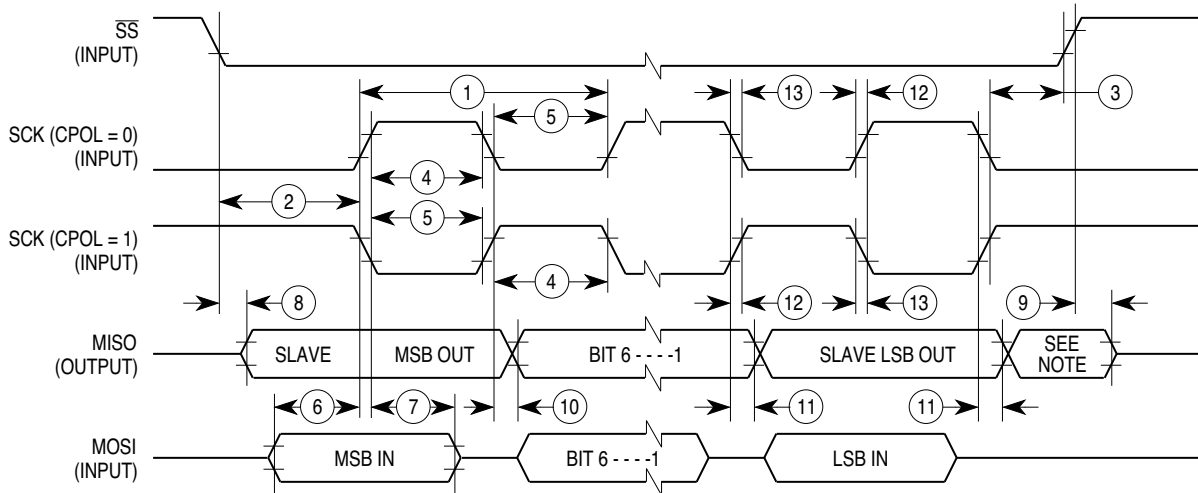 SS
(INPUT)
1
13
12
3
5
SCK (CPOL = 0)
(INPUT)
4
2
5
SCK (CPOL = 1)
(INPUT)
4
8
12
13
9
MISO
(OUTPUT)
SLAVE
MSB OUT
BIT 6 - - - -1
SLAVE LSB OUT
SEE
NOTE
6
7
10
11
11
MOSI
(INPUT)
MSB IN
BIT 6 - - - -1
LSB IN